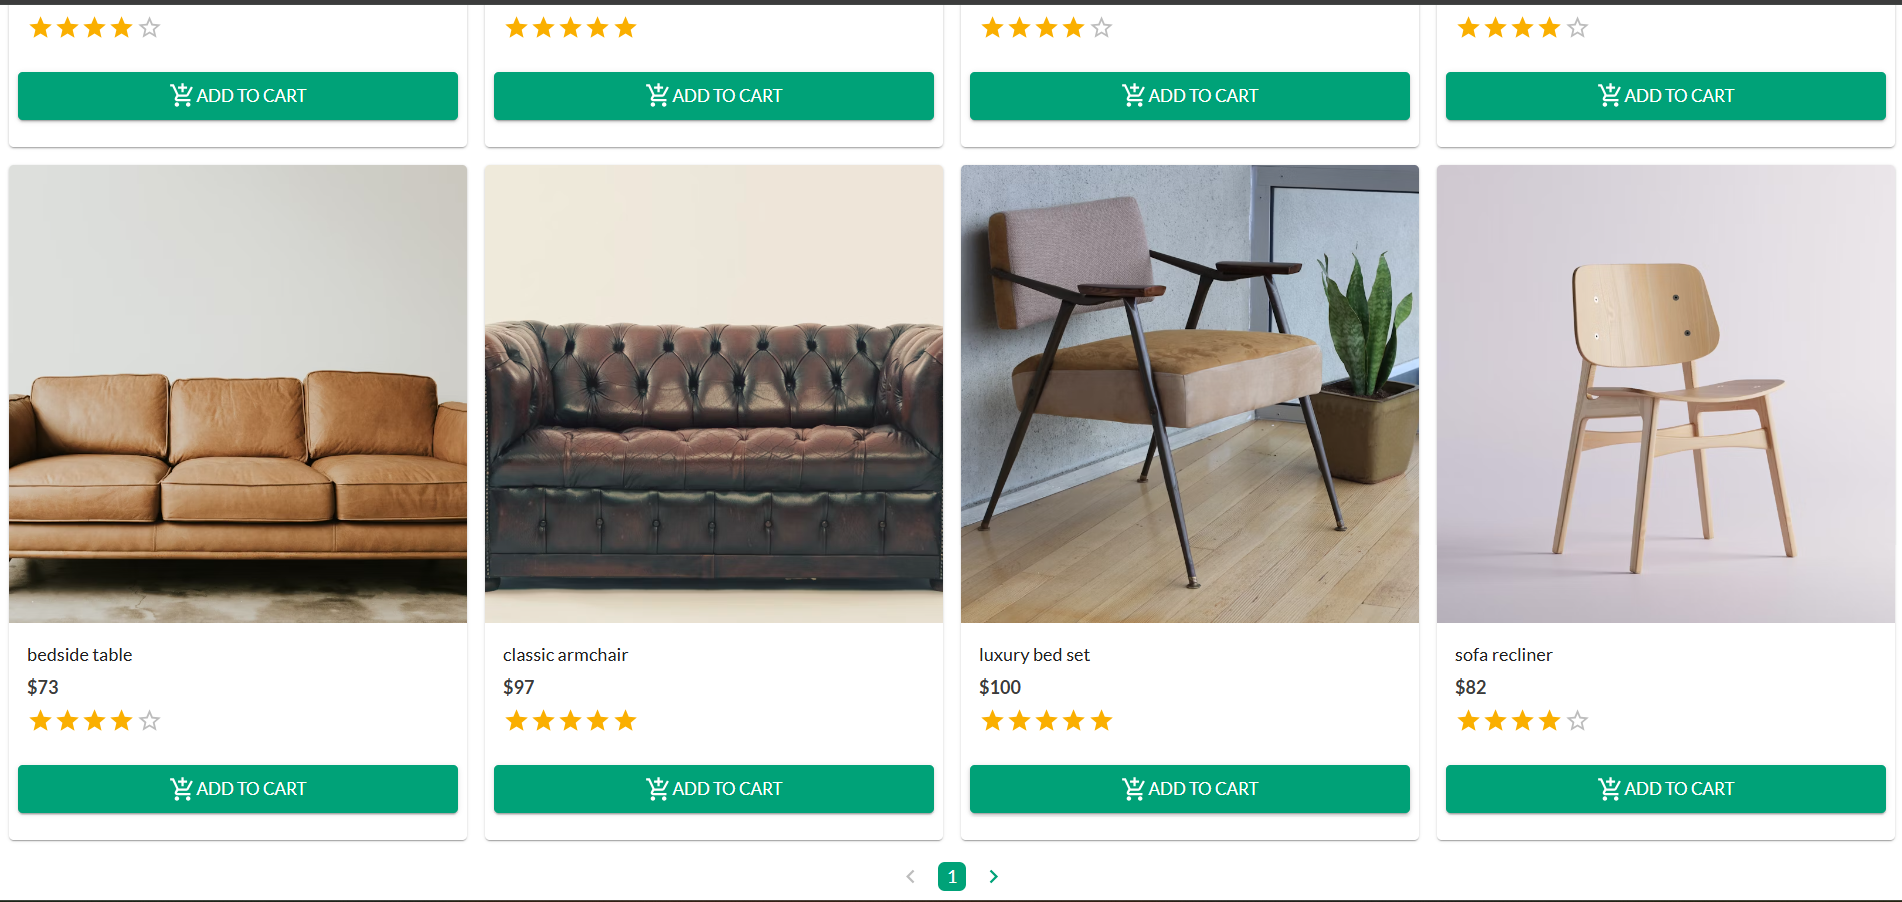 ADD TO CART ADD TO CART ADD TO CART ADD TO CART
bedside table
$73
ADD TO CART
classic armchair
$97
ADD TO CART
luxury bed set
$100
ADD TO CART
sofa recliner
$82
ADD TO CART
1